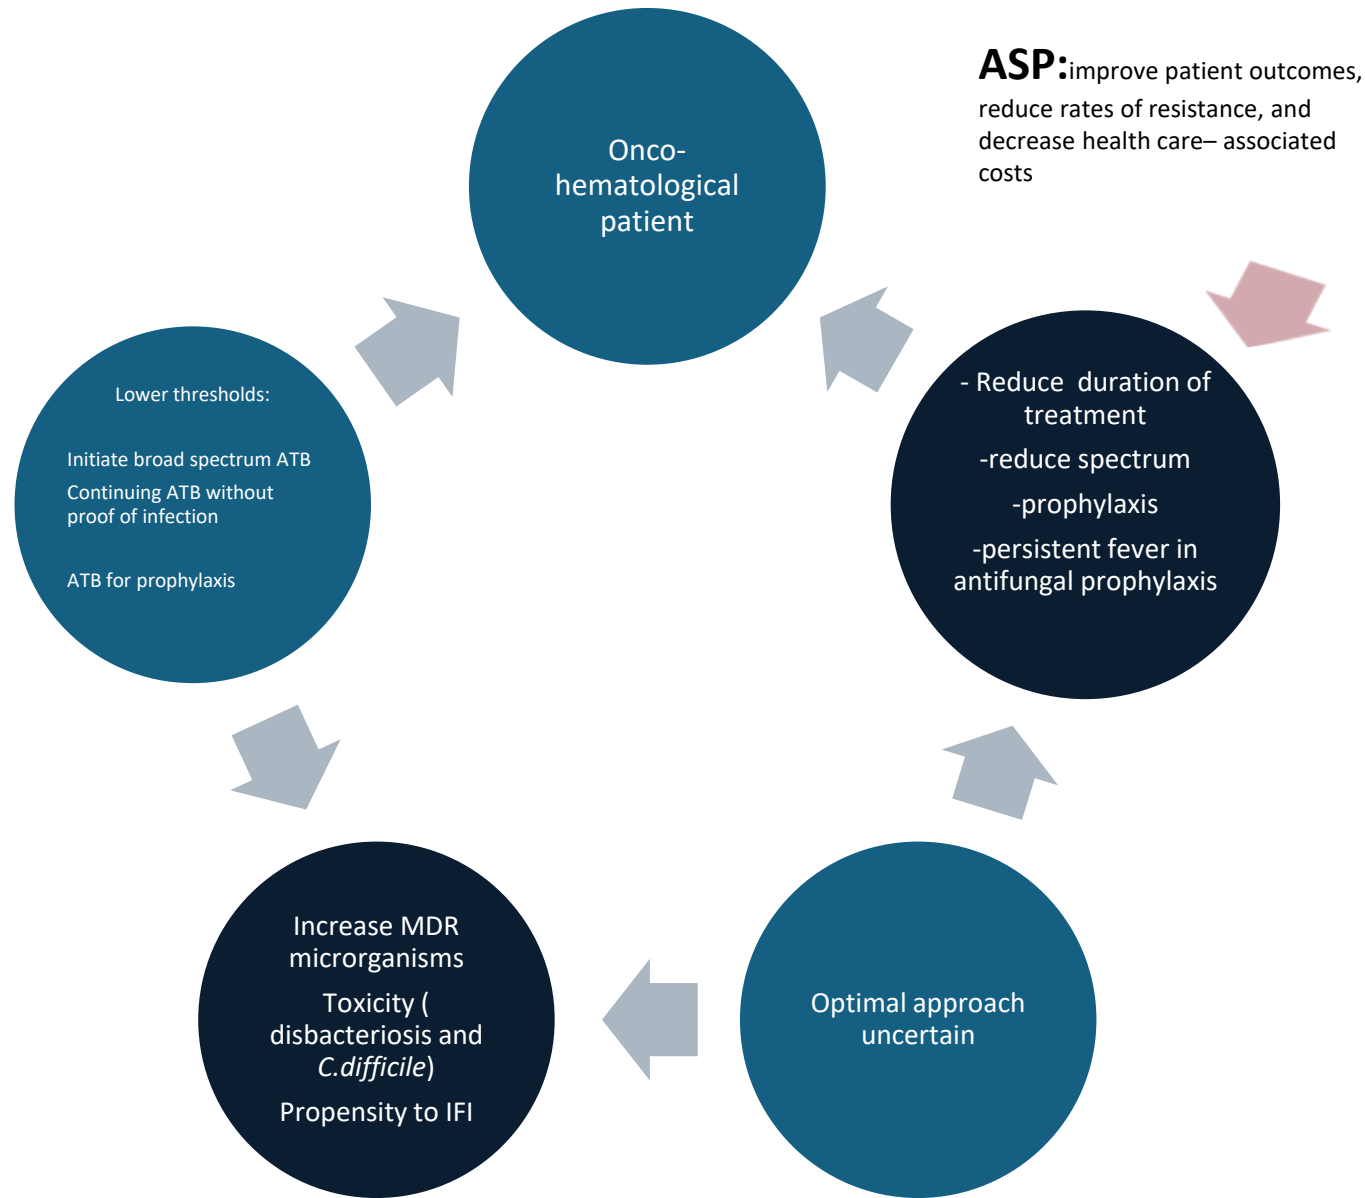 Onco-
hematological
patient
ASP:improve patient outcomes,
reduce rates of resistance, and
decrease health care– associated
costs
- Reduce  duration of
treatment
-reduce spectrum
-prophylaxis
-persistent fever in
antifungal prophylaxis
Optimal approach
uncertain
Increase MDR
microrganisms
Toxicity (
disbacteriosis and
C.difficile)
Propensity to IFI
Lower thresholds:
Initiate broad spectrum ATB
Continuing ATB without
proof of infection
ATB for prophylaxis